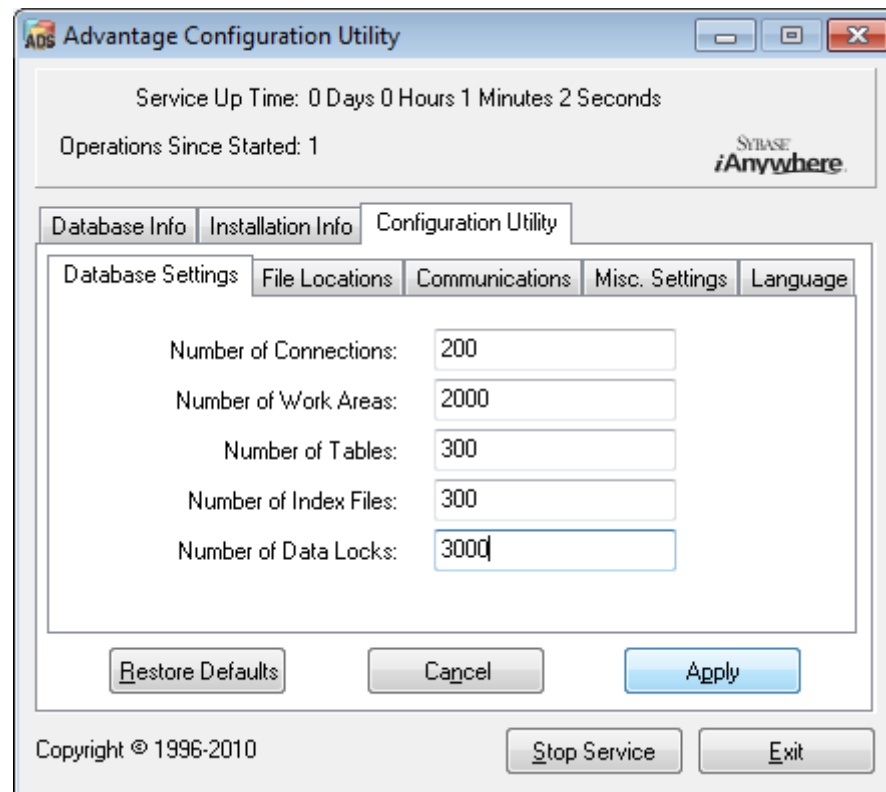 ADS Advantage Configuration Utility
Service Up Time: 0 Days 0 Hours 1 Minutes 2 Seconds
Operations Since Started: 1
SYBASE
iAnywhere.
Database Info Installation Info Configuration Utility
Database Settings File Locations Communications Misc. Settings Language
Number of Connections: 200
Number of Work Areas: 2000
Number of Tables: 300
Number of Index Files: 300
Number of Data Locks: 3000
Restore Defaults Cancel Apply
Copyright © 1996-2010 Stop Service Exit